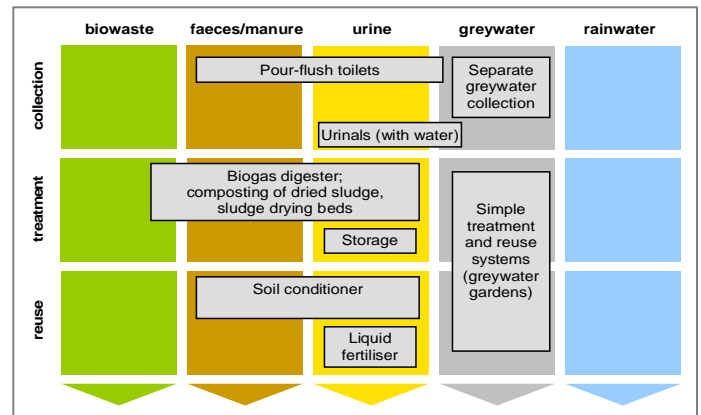 biowaste faeces/manure urine greywater rainwater
collection
Pour-flush toilets
Separate
greywater
collection
Urinals (with water)
treatment
Biogas digester;
composting of dried sludge,
sludge drying beds
Storage
Simple
treatment
and reuse
systems
(greywater
gardens)
reuse
Soil conditioner
Liquid
fertiliser